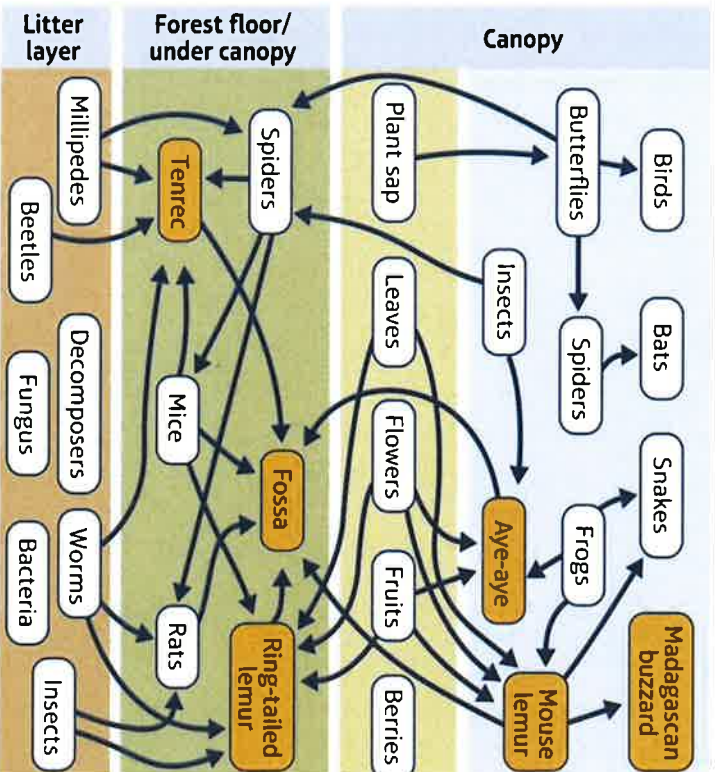 Litter
layer
Forest floor/
under canopy
Canopy
Millipedes
Beetles
Decomposers
Fungus
Worms
Bacteria
Insects
Spiders
Tenrec
Mice
Fossa
Rats
Ring-tailed
lemur
Plant sap
Leaves
Flowers
Fruits
Berries
Butterflies
Birds
Insects
Spiders
Bats
Aye-aye
Frogs
Snakes
Mouse
lemur
Madagascan
buzzard